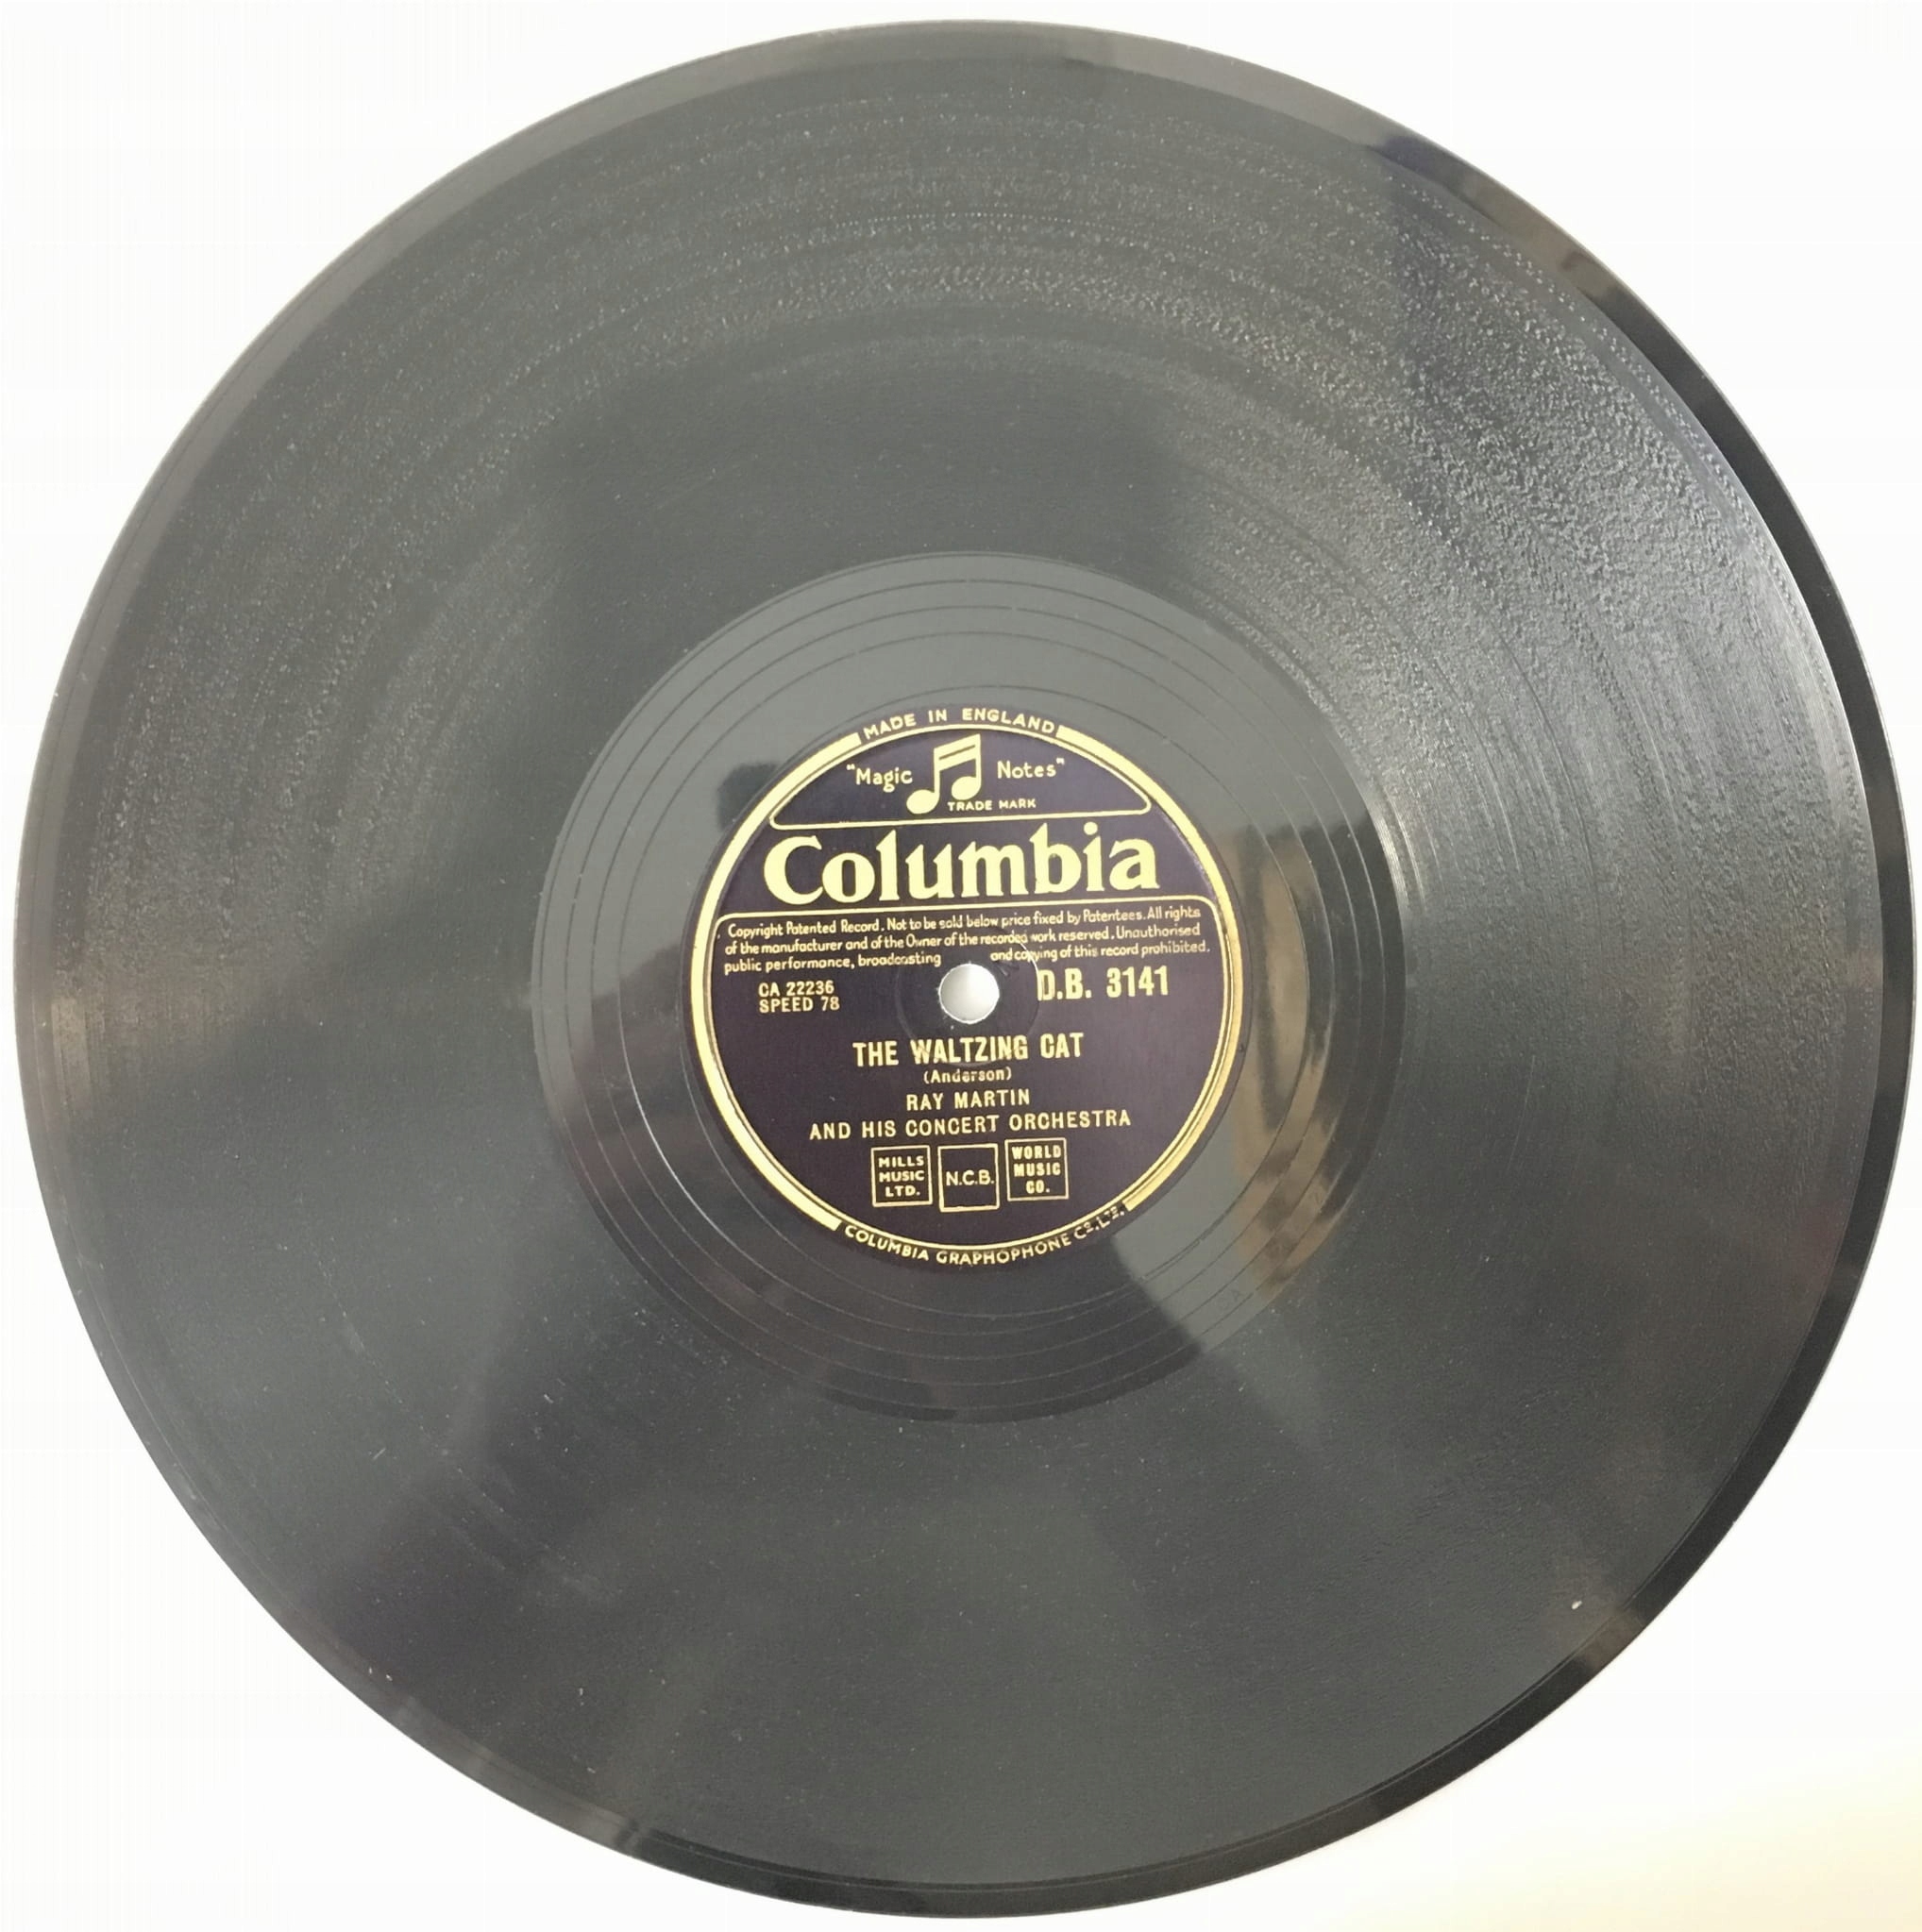 MADE IN ENGLAND
"Magic Notes"
TRADE MARK
Columbia
Copyright Patented Record. Not to be sold below price fixed by Patentees. All rights
of the manufacturer and of the Owner of the recorded work reserved. Unauthorised
public performance, broadcasting and copying of this record prohibited.
CA 22236
SPEED 78
D.B. 3141
THE WALTZING CAT
(Anderson)
RAY MARTIN
AND HIS CONCERT ORCHESTRA
MILLS
MUSIC
LTD.
N.C.B.
WORLD
MUSIC
CO.
COLUMBIA GRAPHOPHONE CO. LTD.